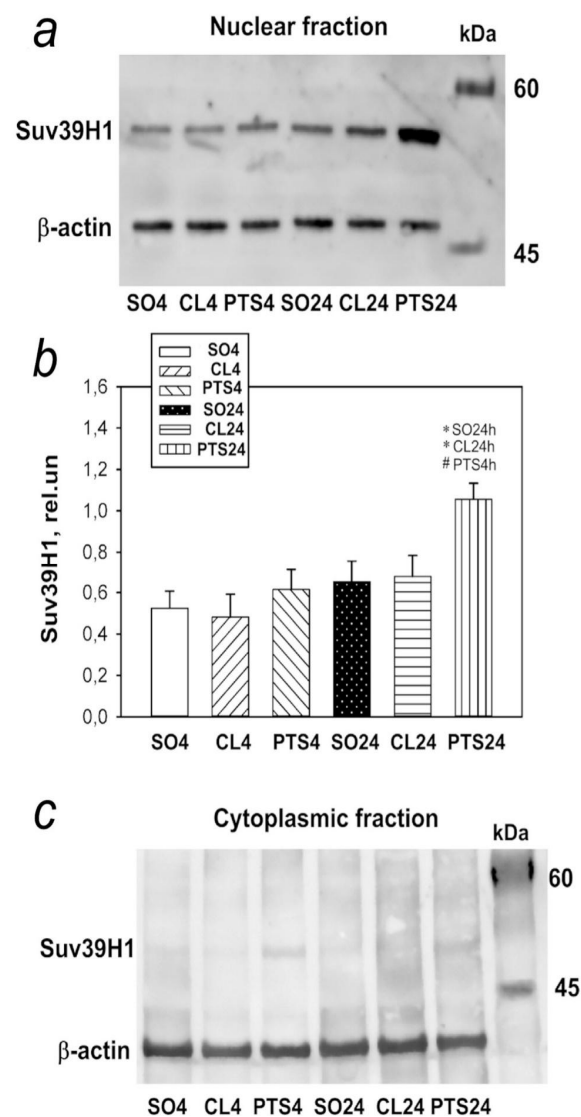 a
Nuclear fraction
kDa
60
Suv39H1
β-actin
45
SO4 CL4 PTS4 SO24 CL24 PTS24
b
SO4
CL4
PTS4
SO24
CL24
PTS24
1,6
1,4
1,2
1,0
0,8
0,6
0,4
0,2
0,0
Suv39H1, rel.un
*SO24h
*CL24h
#PTS4h
SO4 CL4 PTS4 SO24 CL24 PTS24
c
Cytoplasmic fraction
kDa
60
Suv39H1
45
β-actin
SO4 CL4 PTS4 SO24 CL24 PTS24